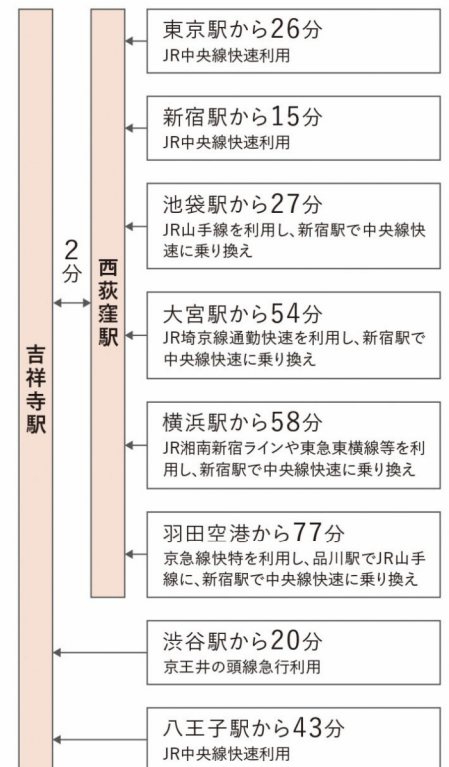 東京駅から26分
JR中央線快速利用
新宿駅から15分
JR中央線快速利用
池袋駅から27分
JR山手線を利用し、新宿駅で中央線快
速に乗り換え
2分
西荻窪駅
大宮駅から54分
JR埼京線通勤快速を利用し、新宿駅で
中央線快速に乗り換え
吉祥寺駅
横浜駅から58分
JR湘南新宿ラインや東急東横線等を利
用し、新宿駅で中央線快速に乗り換え
羽田空港から77分
京急線快特を利用し、品川駅でJR山手
線に、新宿駅で中央線快速に乗り換え
渋谷駅から20分
京王井の頭線急行利用
八王子駅から43分
JR中央線快速利用